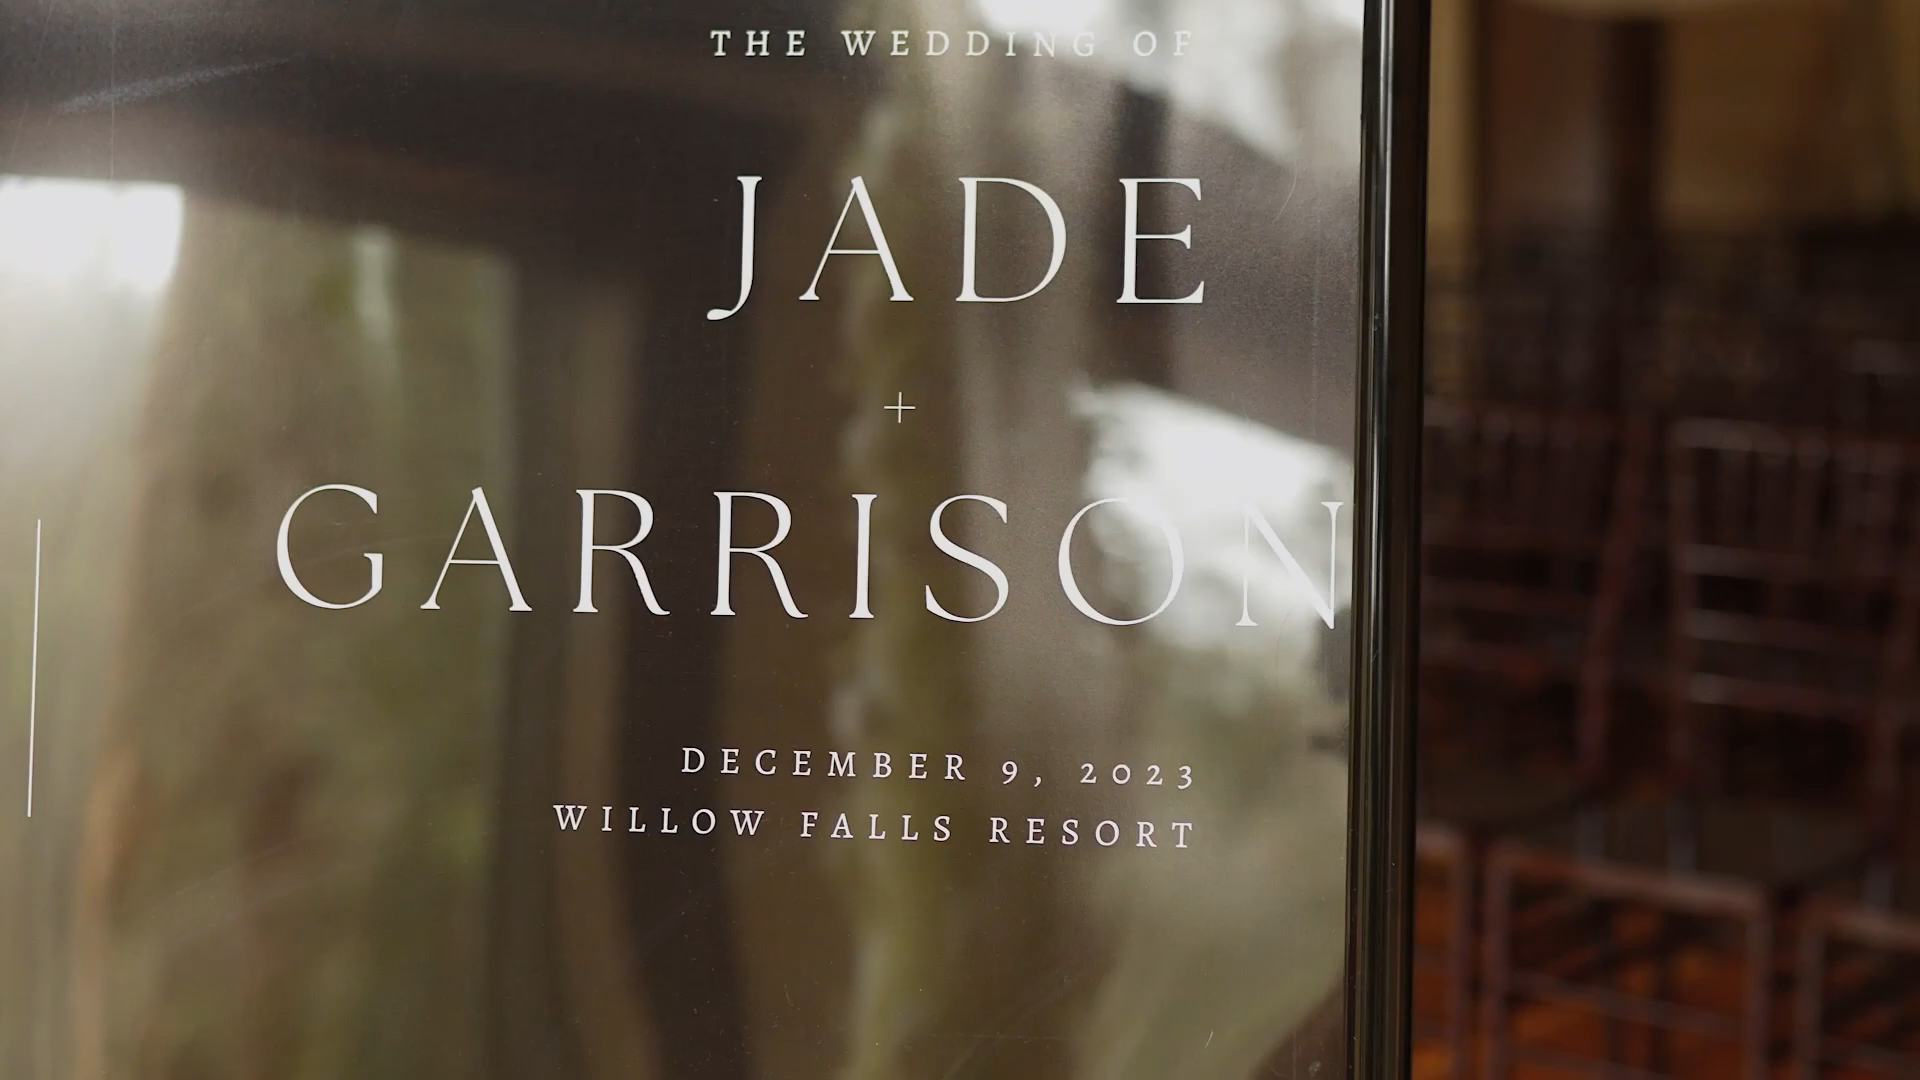 THE WEDDING OF
JADE
+
GARRISON
DECEMBER 9, 2023
WILLOW FALLS RESORT